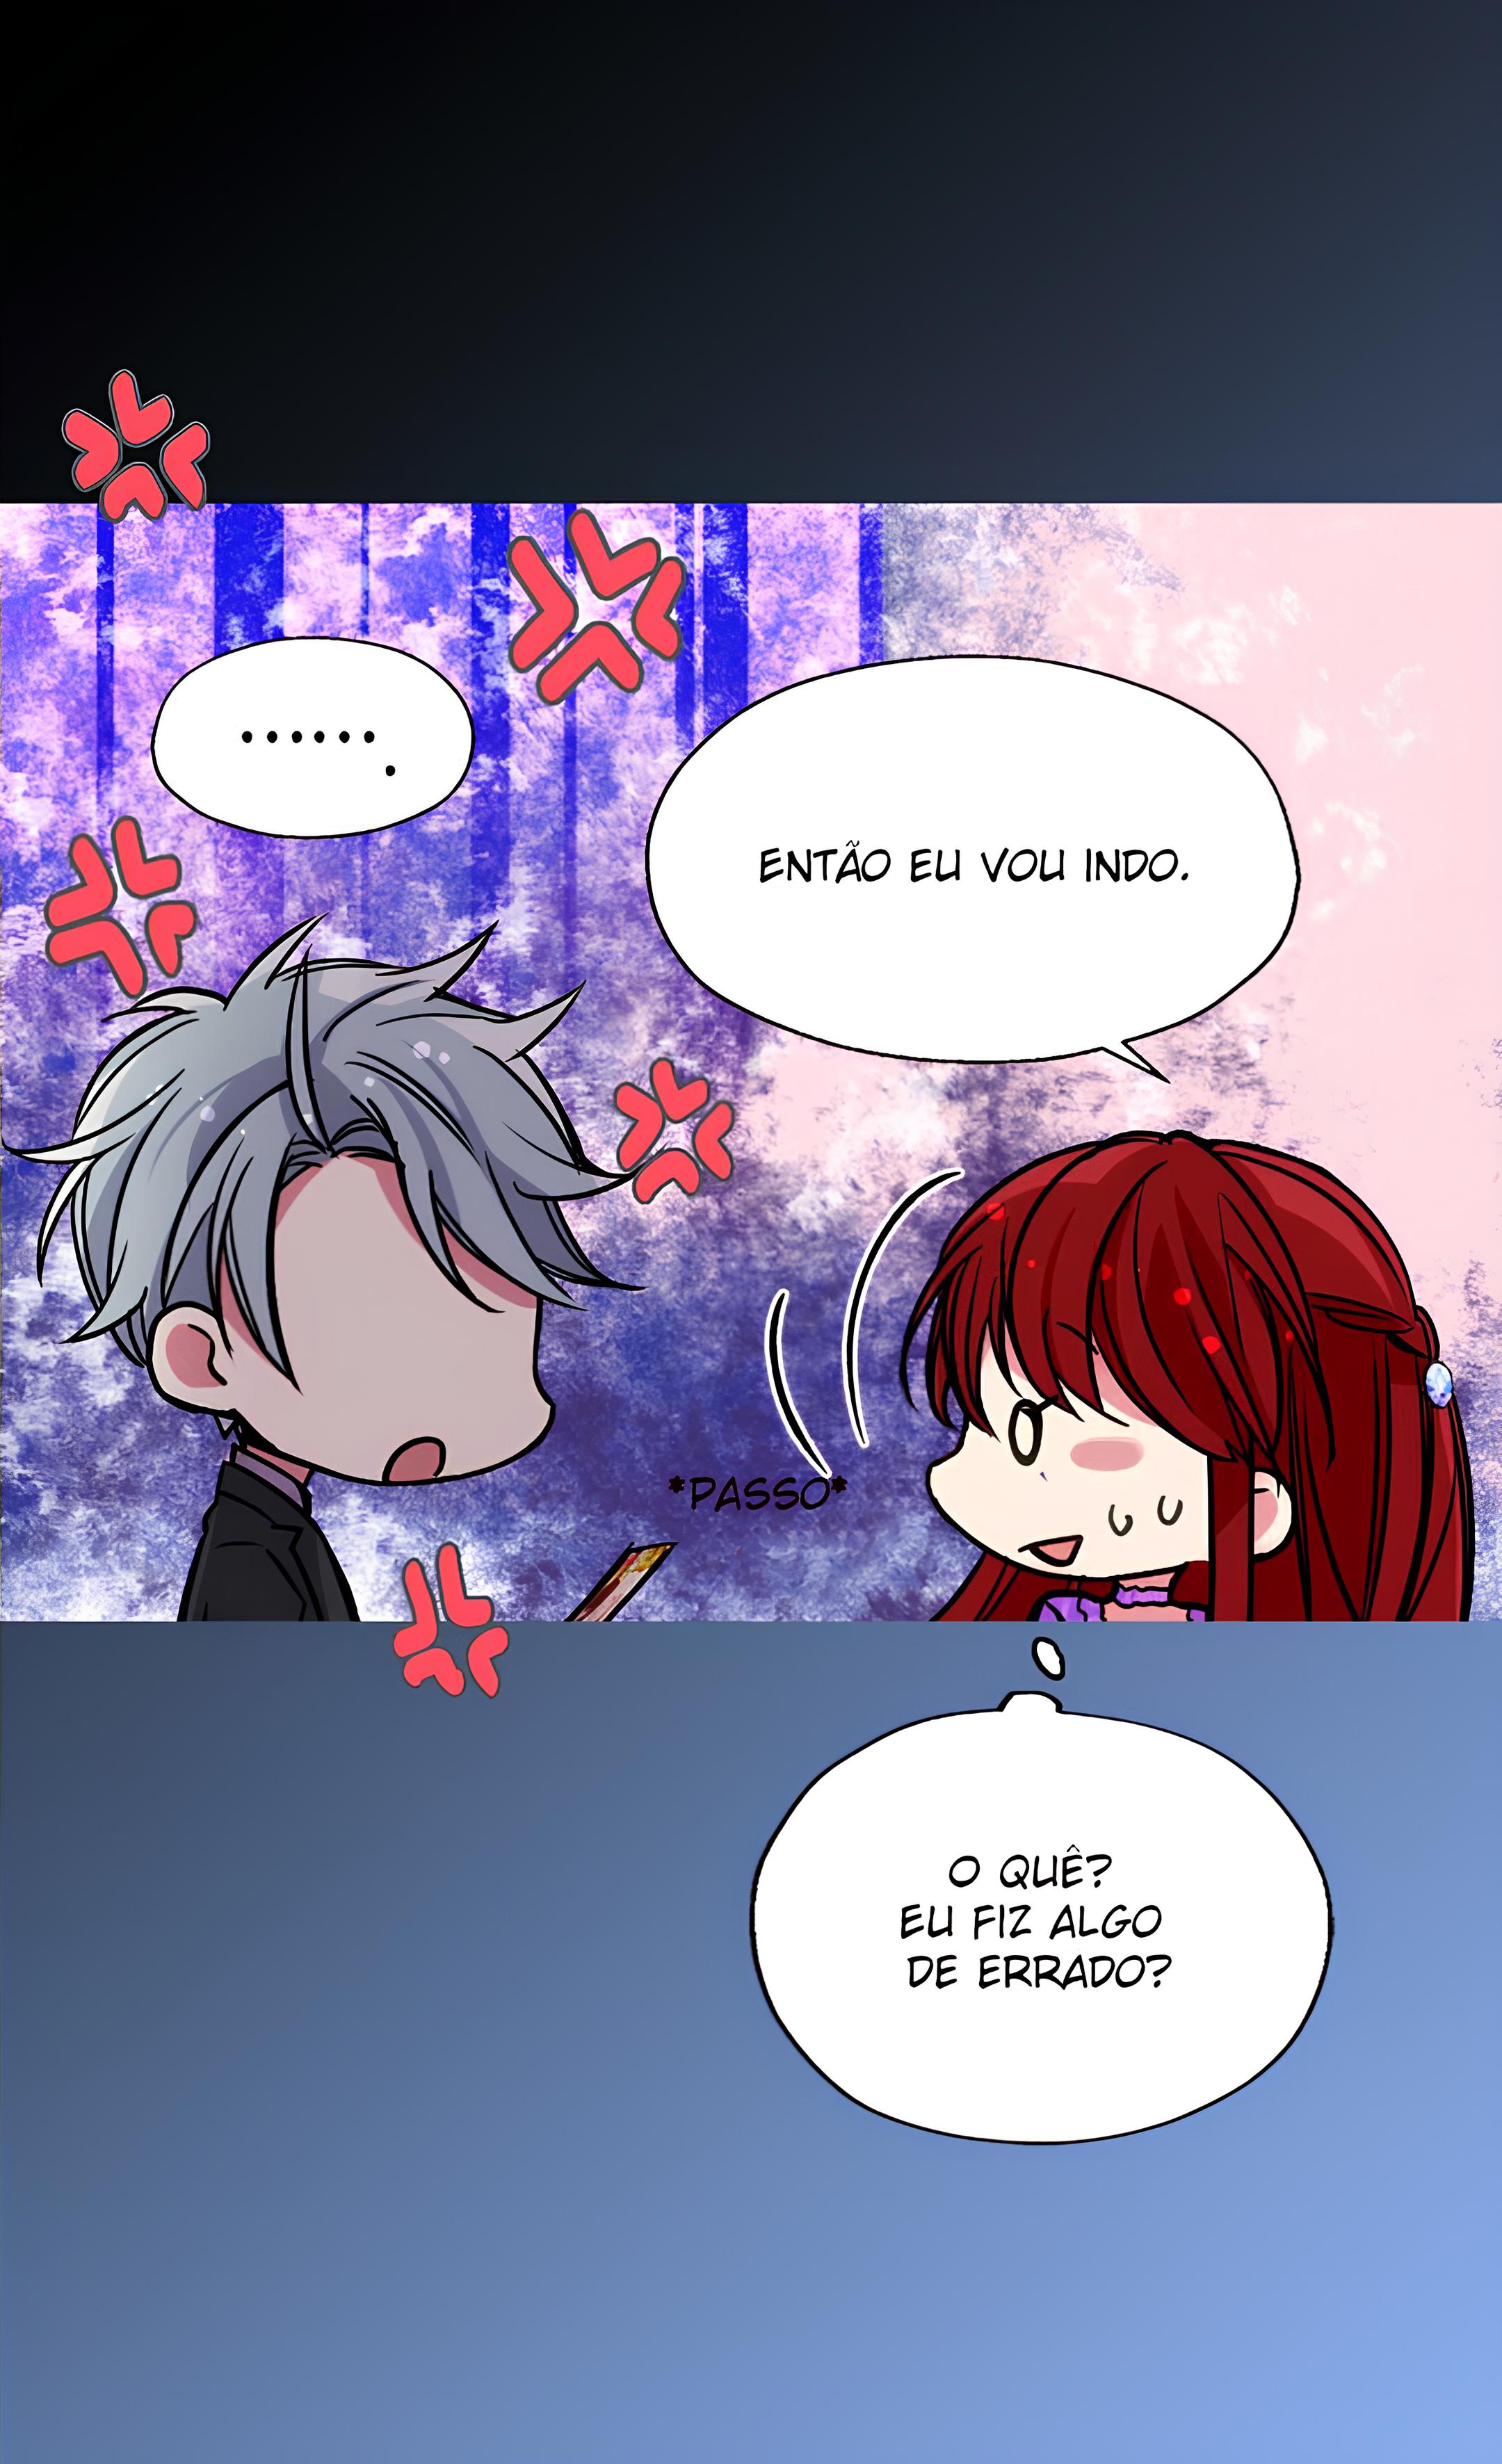 .......
ENTÃO EU VOU INDO.
*PASSO*
O QUÊ?
EU FIZ ALGO
DE ERRADO?